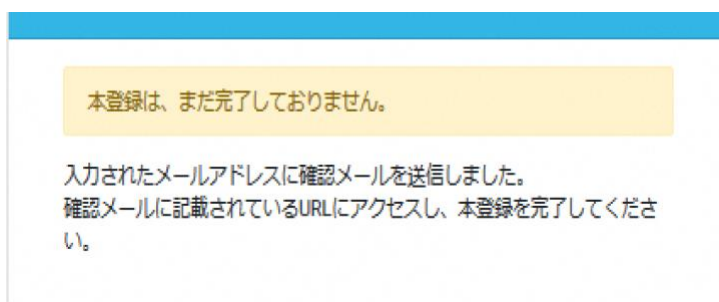 本登録は、まだ完了しておりません。
入力されたメールアドレスに確認メールを送信しました。
確認メールに記載されているURLにアクセスし、本登録を完了してくださ
い。